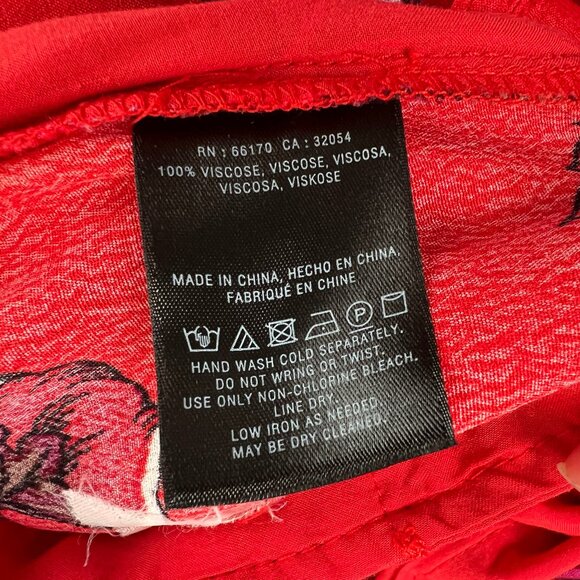 RN : 66170 CA : 32054
100% VISCOSE, VISCOSE, VISCOSA,
VISCOSA, VISKOSE
MADE IN CHINA, HECHO EN CHINA.
FABRIQUÉ EN CHINE
P
HAND WASH COLD SEPARATELY.
DO NOT WRING OR TWIST.
USE ONLY NON-CHLORINE BLEACH.
LINE DRY.
LOW IRON AS NEEDED.
MAY BE DRY CLEANED.